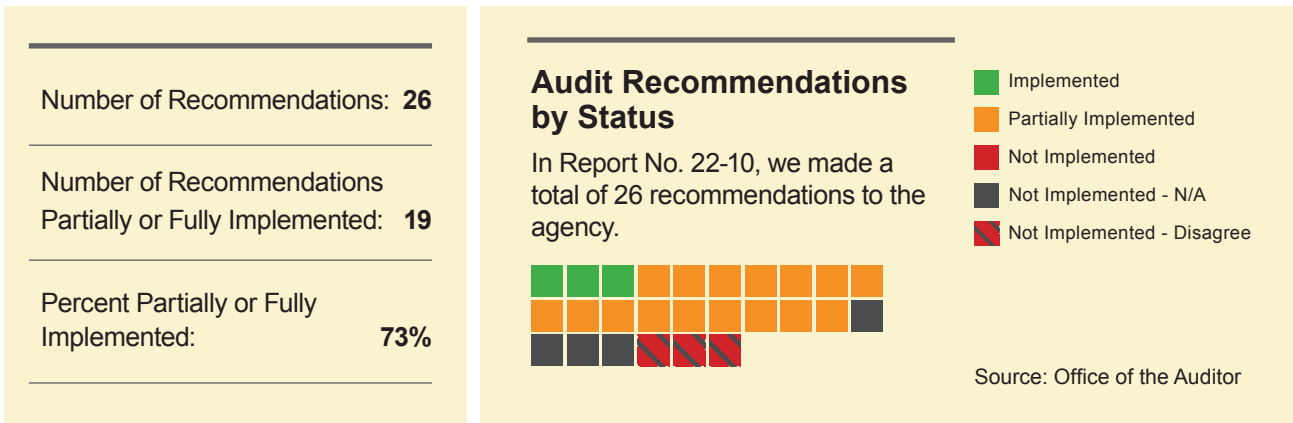 Number of Recommendations: 26
Number of Recommendations
Partially or Fully Implemented: 19
Percent Partially or Fully
Implemented: 73%
Audit Recommendations
by Status
In Report No. 22-10, we made a
total of 26 recommendations to the
agency.
Implemented
Partially Implemented
Not Implemented
Not Implemented - N/A
Not Implemented - Disagree
Source: Office of the Auditor